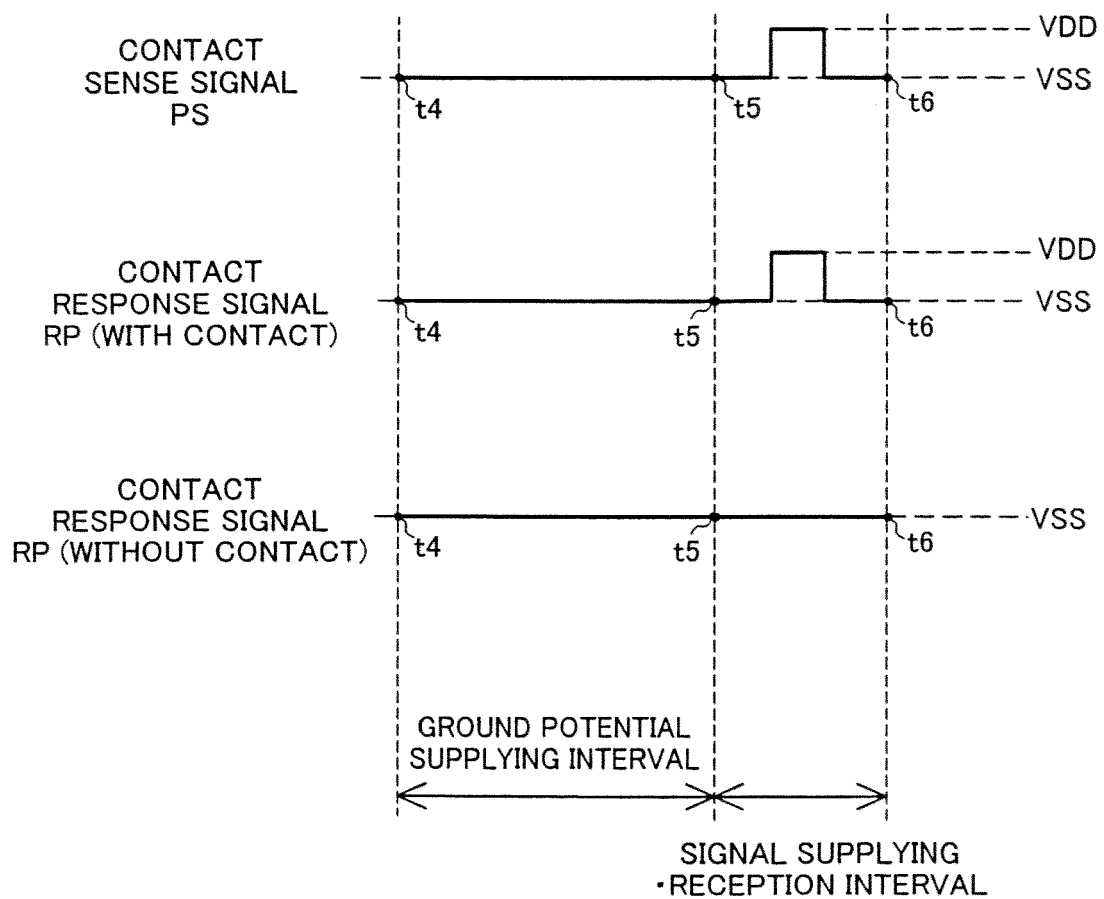 CONTACT
SENSE SIGNAL
PS
VDD
VSS
t4
t5
t6
CONTACT
RESPONSE SIGNAL
RP (WITH CONTACT)
VDD
VSS
t4
t5
t6
CONTACT
RESPONSE SIGNAL
RP (WITHOUT CONTACT)
VSS
t4
t5
t6
GROUND POTENTIAL
SUPPLYING INTERVAL
SIGNAL SUPPLYING
・RECEPTION INTERVAL